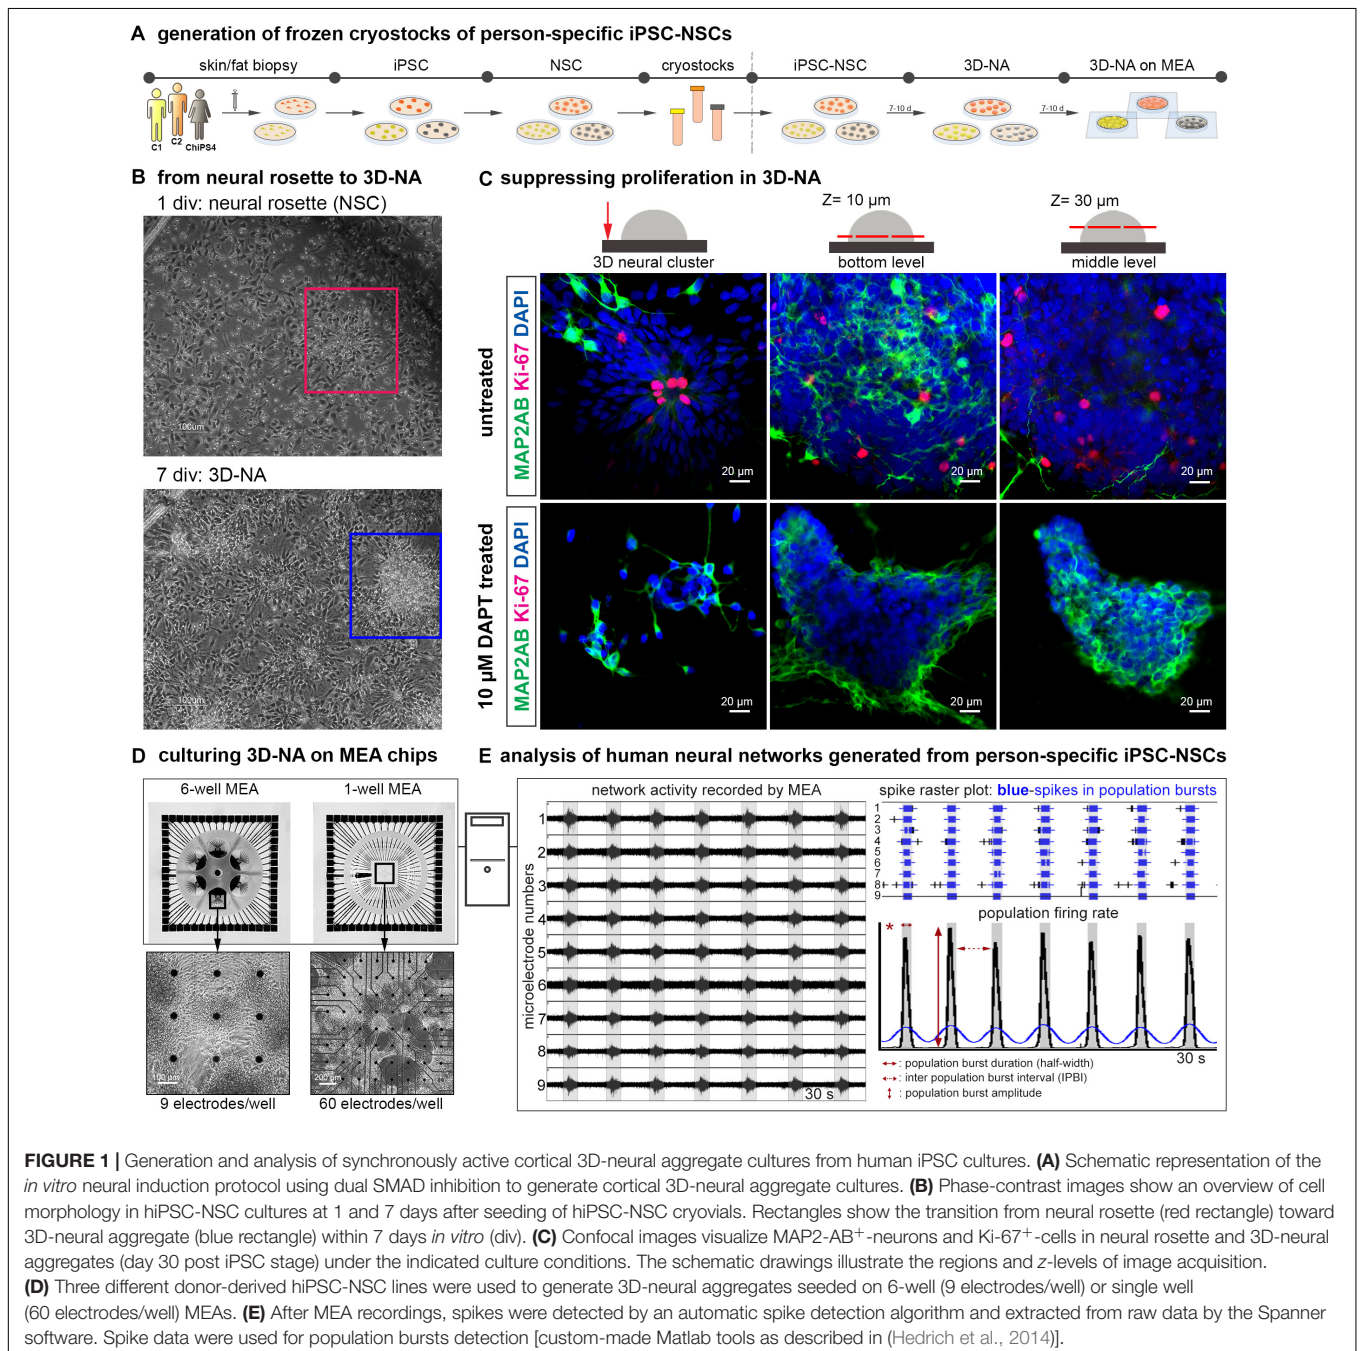 A generation of frozen cryostocks of person-specific iPSC-NSCs
skin/fat biopsy iPSC NSC cryostocks iPSC-NSC 3D-NA 3D-NA on MEA
7-10 d 7-10 d
C1 C2 ChiPS4
B from neural rosette to 3D-NA
1 div: neural rosette (NSC)
100um
7 div: 3D-NA
100um
C suppressing proliferation in 3D-NA
Z= 10 µm Z= 30 µm
3D neural cluster bottom level middle level
untreated
MAP2AB Ki-67 DAPI
20 µm 20 µm 20 µm
10 µM DAPT treated
MAP2AB Ki-67 DAPI
20 µm 20 µm 20 µm
D culturing 3D-NA on MEA chips
6-well MEA 1-well MEA
100 µm 200 µm
9 electrodes/well 60 electrodes/well
E analysis of human neural networks generated from person-specific iPSC-NSCs
network activity recorded by MEA
microelectrode numbers
1
2
3
4
5
6
7
8
9
30 s
spike raster plot: blue-spikes in population bursts
1
2
3
4
5
6
7
8
9
population firing rate
*
30 s
: population burst duration (half-width)
: inter population burst interval (IPBI)
: population burst amplitude
FIGURE 1 | Generation and analysis of synchronously active cortical 3D-neural aggregate cultures from human iPSC cultures. (A) Schematic representation of the
in vitro neural induction protocol using dual SMAD inhibition to generate cortical 3D-neural aggregate cultures. (B) Phase-contrast images show an overview of cell
morphology in hiPSC-NSC cultures at 1 and 7 days after seeding of hiPSC-NSC cryovials. Rectangles show the transition from neural rosette (red rectangle) toward
3D-neural aggregate (blue rectangle) within 7 days in vitro (div). (C) Confocal images visualize MAP2-AB⁺-neurons and Ki-67⁺-cells in neural rosette and 3D-neural
aggregates (day 30 post iPSC stage) under the indicated culture conditions. The schematic drawings illustrate the regions and z-levels of image acquisition.
(D) Three different donor-derived hiPSC-NSC lines were used to generate 3D-neural aggregates seeded on 6-well (9 electrodes/well) or single well
(60 electrodes/well) MEAs. (E) After MEA recordings, spikes were detected by an automatic spike detection algorithm and extracted from raw data by the Spanner
software. Spike data were used for population bursts detection [custom-made Matlab tools as described in (Hedrich et al., 2014)].